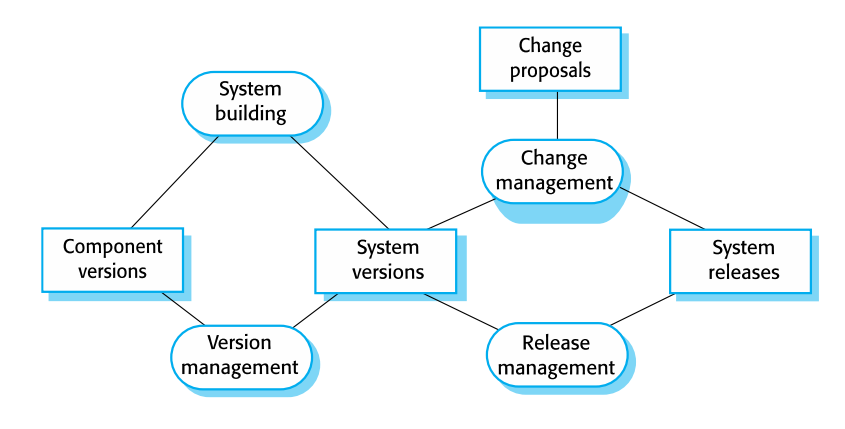 Change
proposals
System
building
Change
management
Component
versions
System
versions
System
releases
Version
management
Release
management